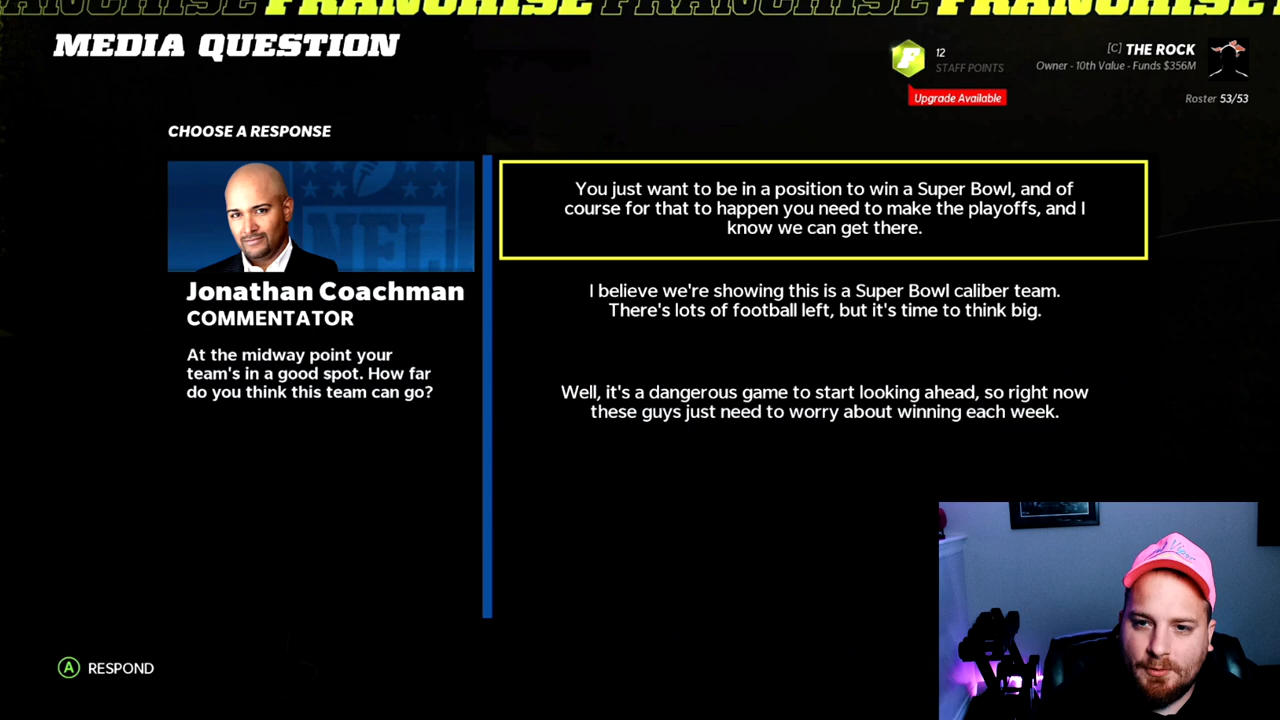 FRANCHISE FRANCHISE FRANCHISE FRANCHISE
MEDIA QUESTION
12
STAFF POINTS
Upgrade Available
[C] THE ROCK
Owner - 10th Value - Funds $356M
Roster 53/53
CHOOSE A RESPONSE
NFL
Jonathan Coachman
COMMENTATOR
At the midway point your
team's in a good spot. How far
do you think this team can go?
You just want to be in a position to win a Super Bowl, and of
course for that to happen you need to make the playoffs, and I
know we can get there.
I believe we're showing this is a Super Bowl caliber team.
There's lots of football left, but it's time to think big.
Well, it's a dangerous game to start looking ahead, so right now
these guys just need to worry about winning each week.
A RESPOND